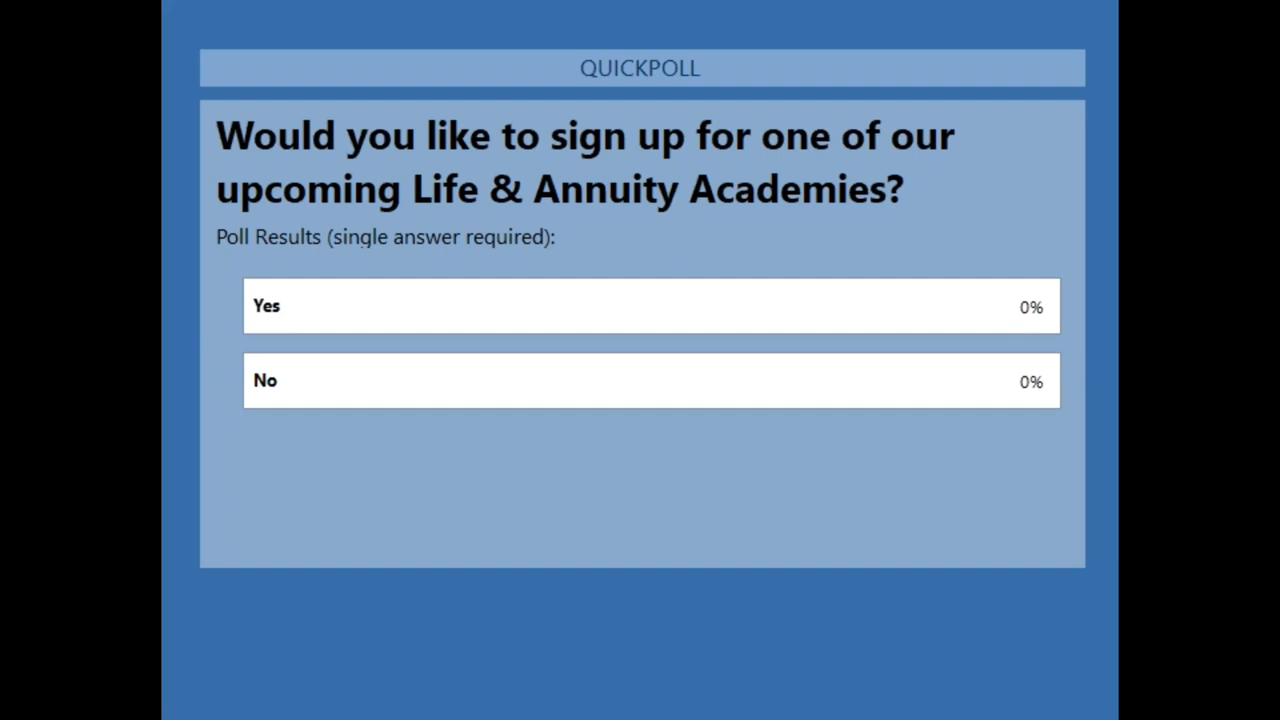 QUICKPOLL
Would you like to sign up for one of our
upcoming Life & Annuity Academies?
Poll Results (single answer required):
Yes 0%
No 0%